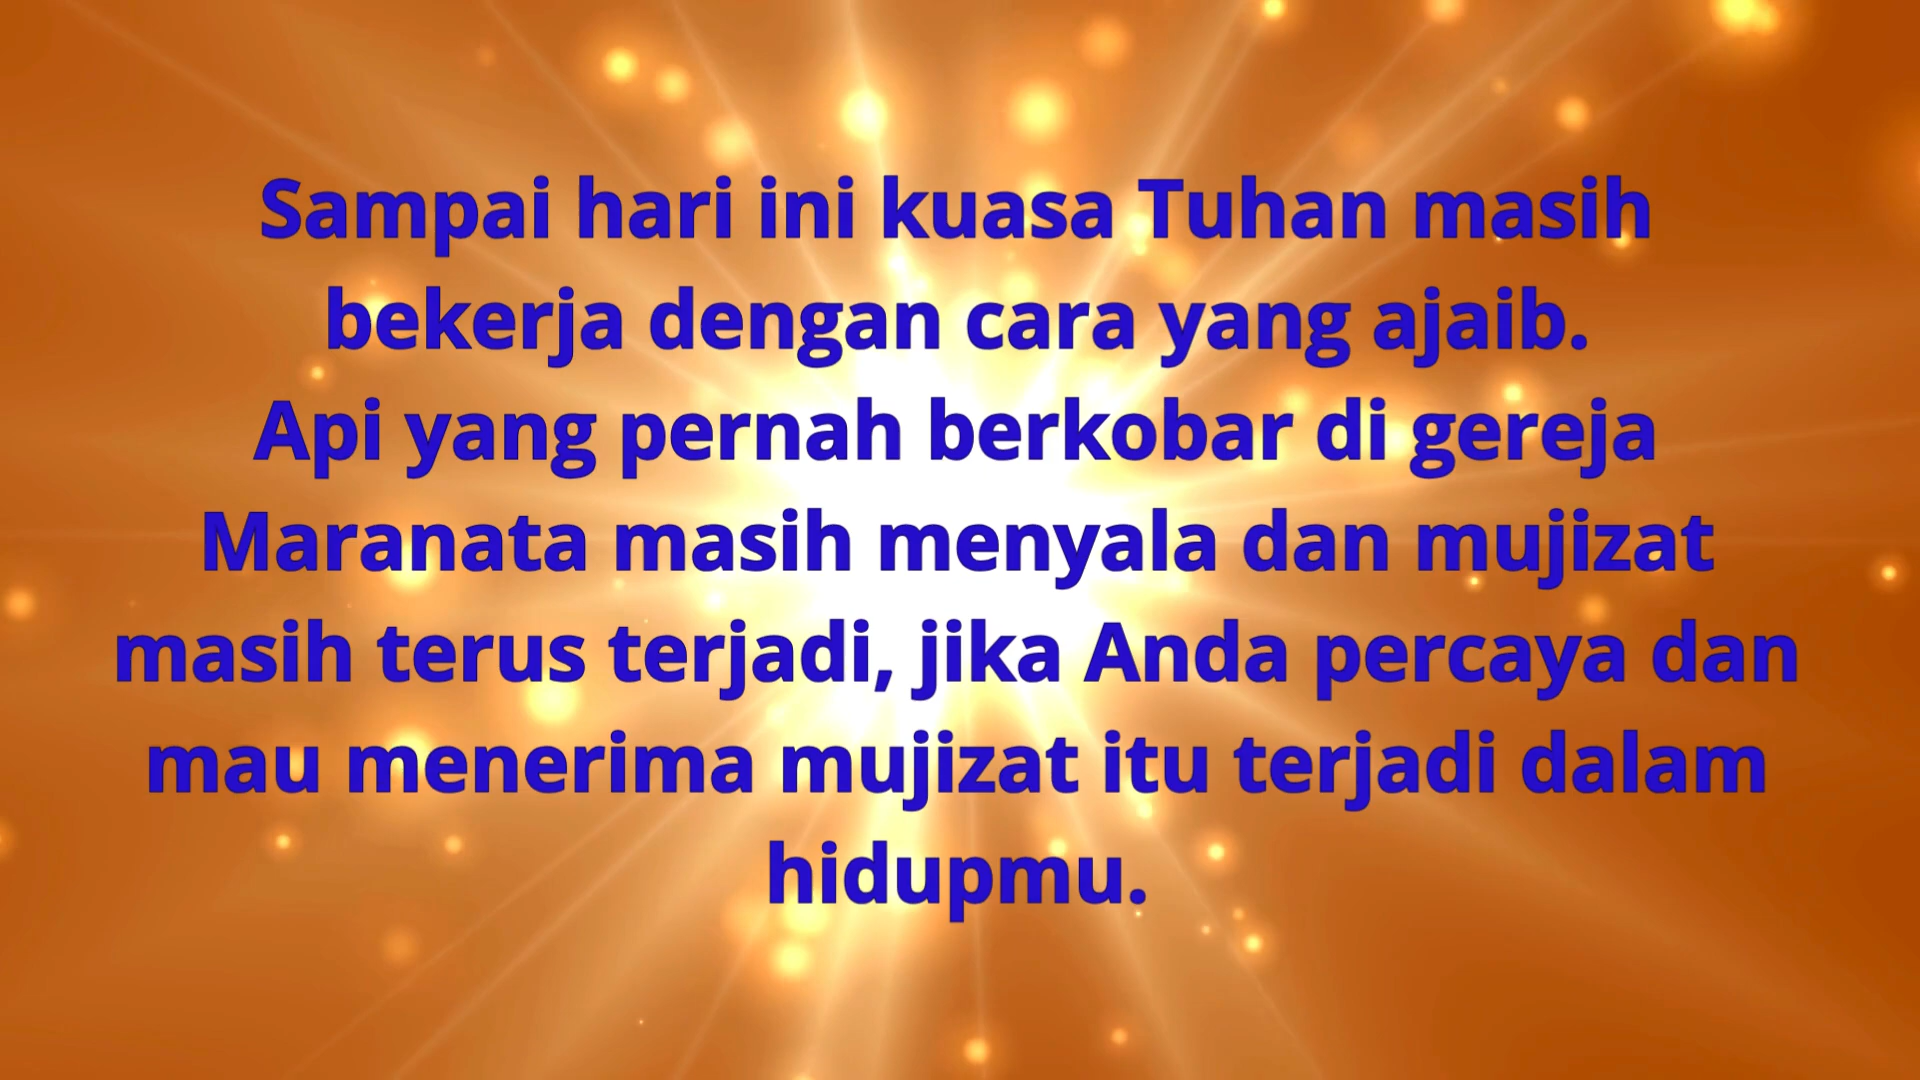 Sampai hari ini kuasa Tuhan masih
bekerja dengan cara yang ajaib.
Api yang pernah berkobar di gereja
Maranata masih menyala dan mujizat
masih terus terjadi, jika Anda percaya dan
mau menerima mujizat itu terjadi dalam
hidupmu.